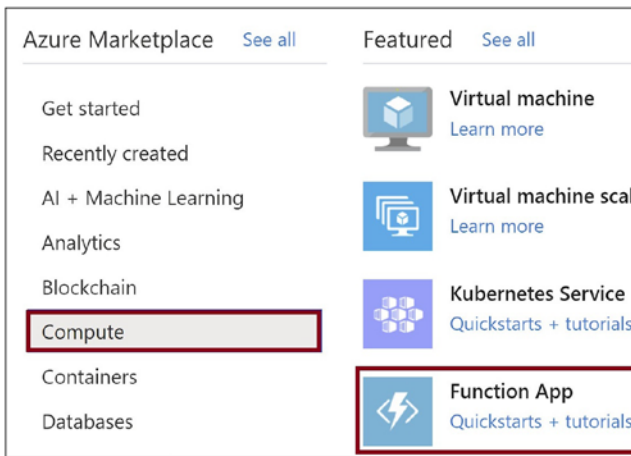 Azure Marketplace See all
Get started
Recently created
AI + Machine Learning
Analytics
Blockchain
Compute
Containers
Databases
Featured See all
Virtual machine
Learn more
Virtual machine
Learn more
Kubernetes Service
Quickstarts + tutorials
Function App
Quickstarts + tutorials